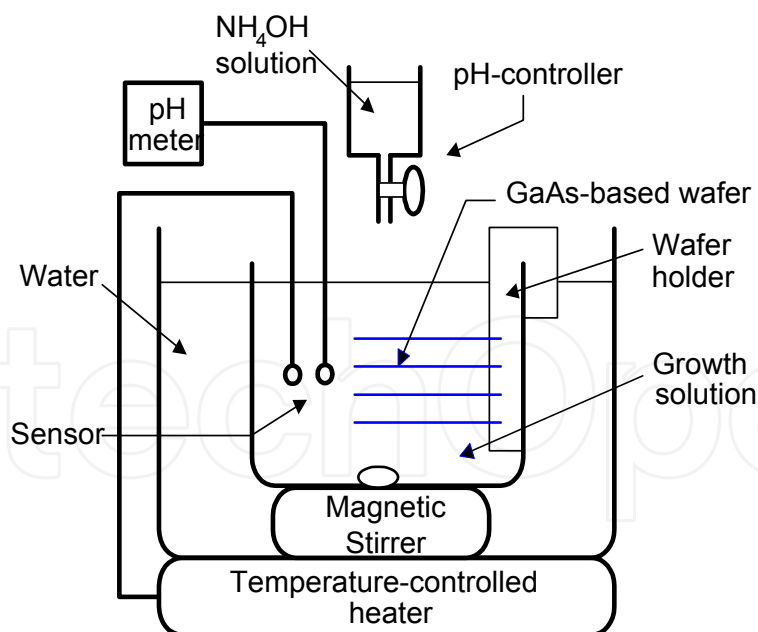 NH4OH
solution
pH-controller
pH
meter
GaAs-based wafer
Wafer
holder
Water
Growth
solution
Sensor
Magnetic
Stirrer
Temperature-controlled
heater
techOpe